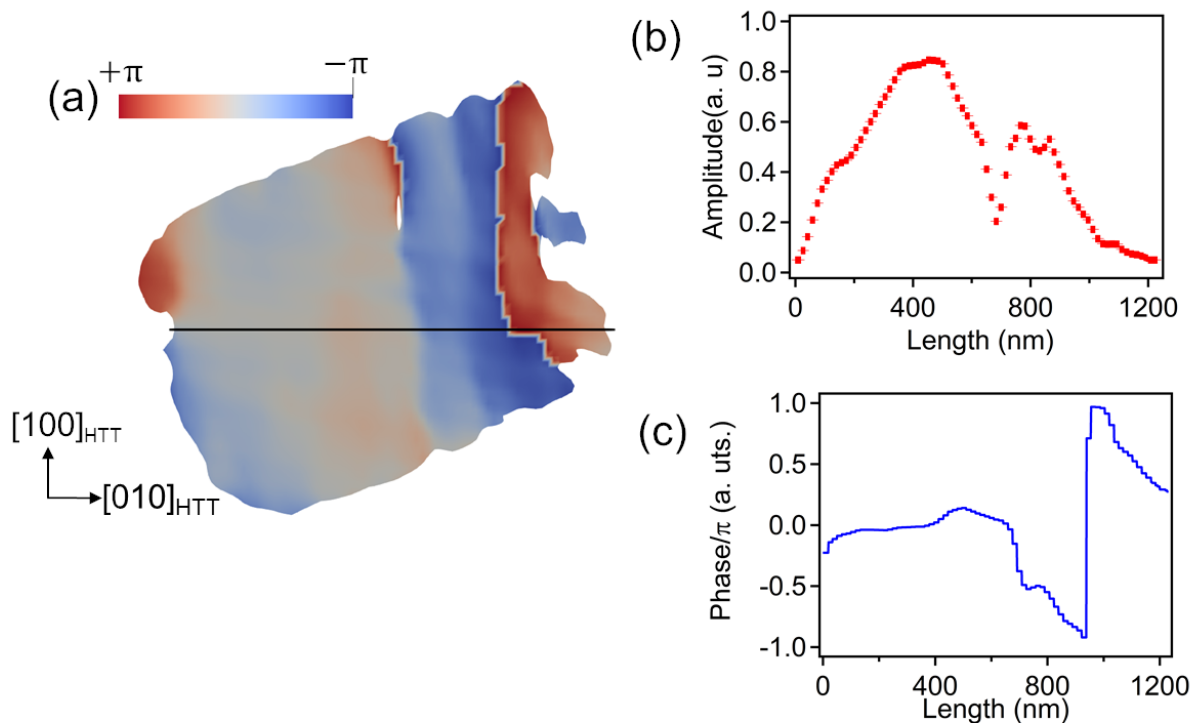 (a)
+π
−π
[100]HTT
[010]HTT
(b)
1.0
0.8
0.6
0.4
0.2
0.0
Amplitude(a. u)
0
400
800
1200
Length (nm)
(c)
1.0
0.5
0.0
-0.5
-1.0
Phase/π (a. uts.)
0
400
800
1200
Length (nm)